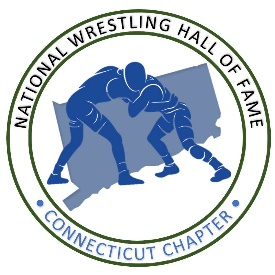 NATIONAL WRESTLING HALL OF FAME
• CONNECTICUT CHAPTER •